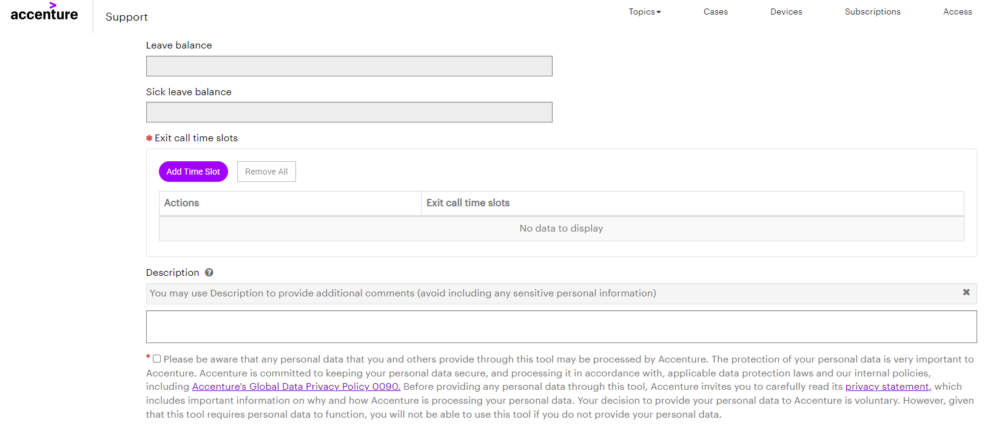 accenture
Support
Topics
Cases
Devices
Subscriptions
Access
Leave balance
Sick leave balance
* Exit call time slots
Add Time Slot
Remove All
Actions
Exit call time slots
No data to display
Description
You may use Description to provide additional comments (avoid including any sensitive personal information)
* Please be aware that any personal data that you and others provide through this tool may be processed by Accenture. The protection of your personal data is very important to
Accenture. Accenture is committed to keeping your personal data secure, and processing it in accordance with, applicable data protection laws and our internal policies,
including Accenture's Global Data Privacy Policy 0090. Before providing any personal data through this tool, Accenture invites you to carefully read its privacy statement, which
includes important information on why and how Accenture is processing your personal data. Your decision to provide your personal data to Accenture is voluntary. However, given
that this tool requires personal data to function, you will not be able to use this tool if you do not provide your personal data.